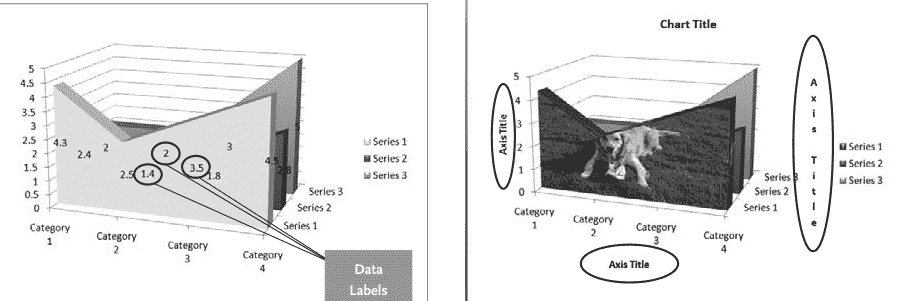 5
4.5
4
3.5
3
2.5
2
1.5
1
0.5
0
4.3
2.4
2
2.5
1.4
2
3.5
1.8
3
4.5
2.8
5
Series 3
Series 2
Series 1
Category
1
Category
2
Category
3
Category
4
Series 1
Series 2
Series 3
Data
Labels
Chart Title
Axis Title
5
4
3
2
1
0
Series 3
Series 2
Series 1
Category
1
Category
2
Category
3
Category
4
Axis Title
Axis Title
Series 1
Series 2
Series 3